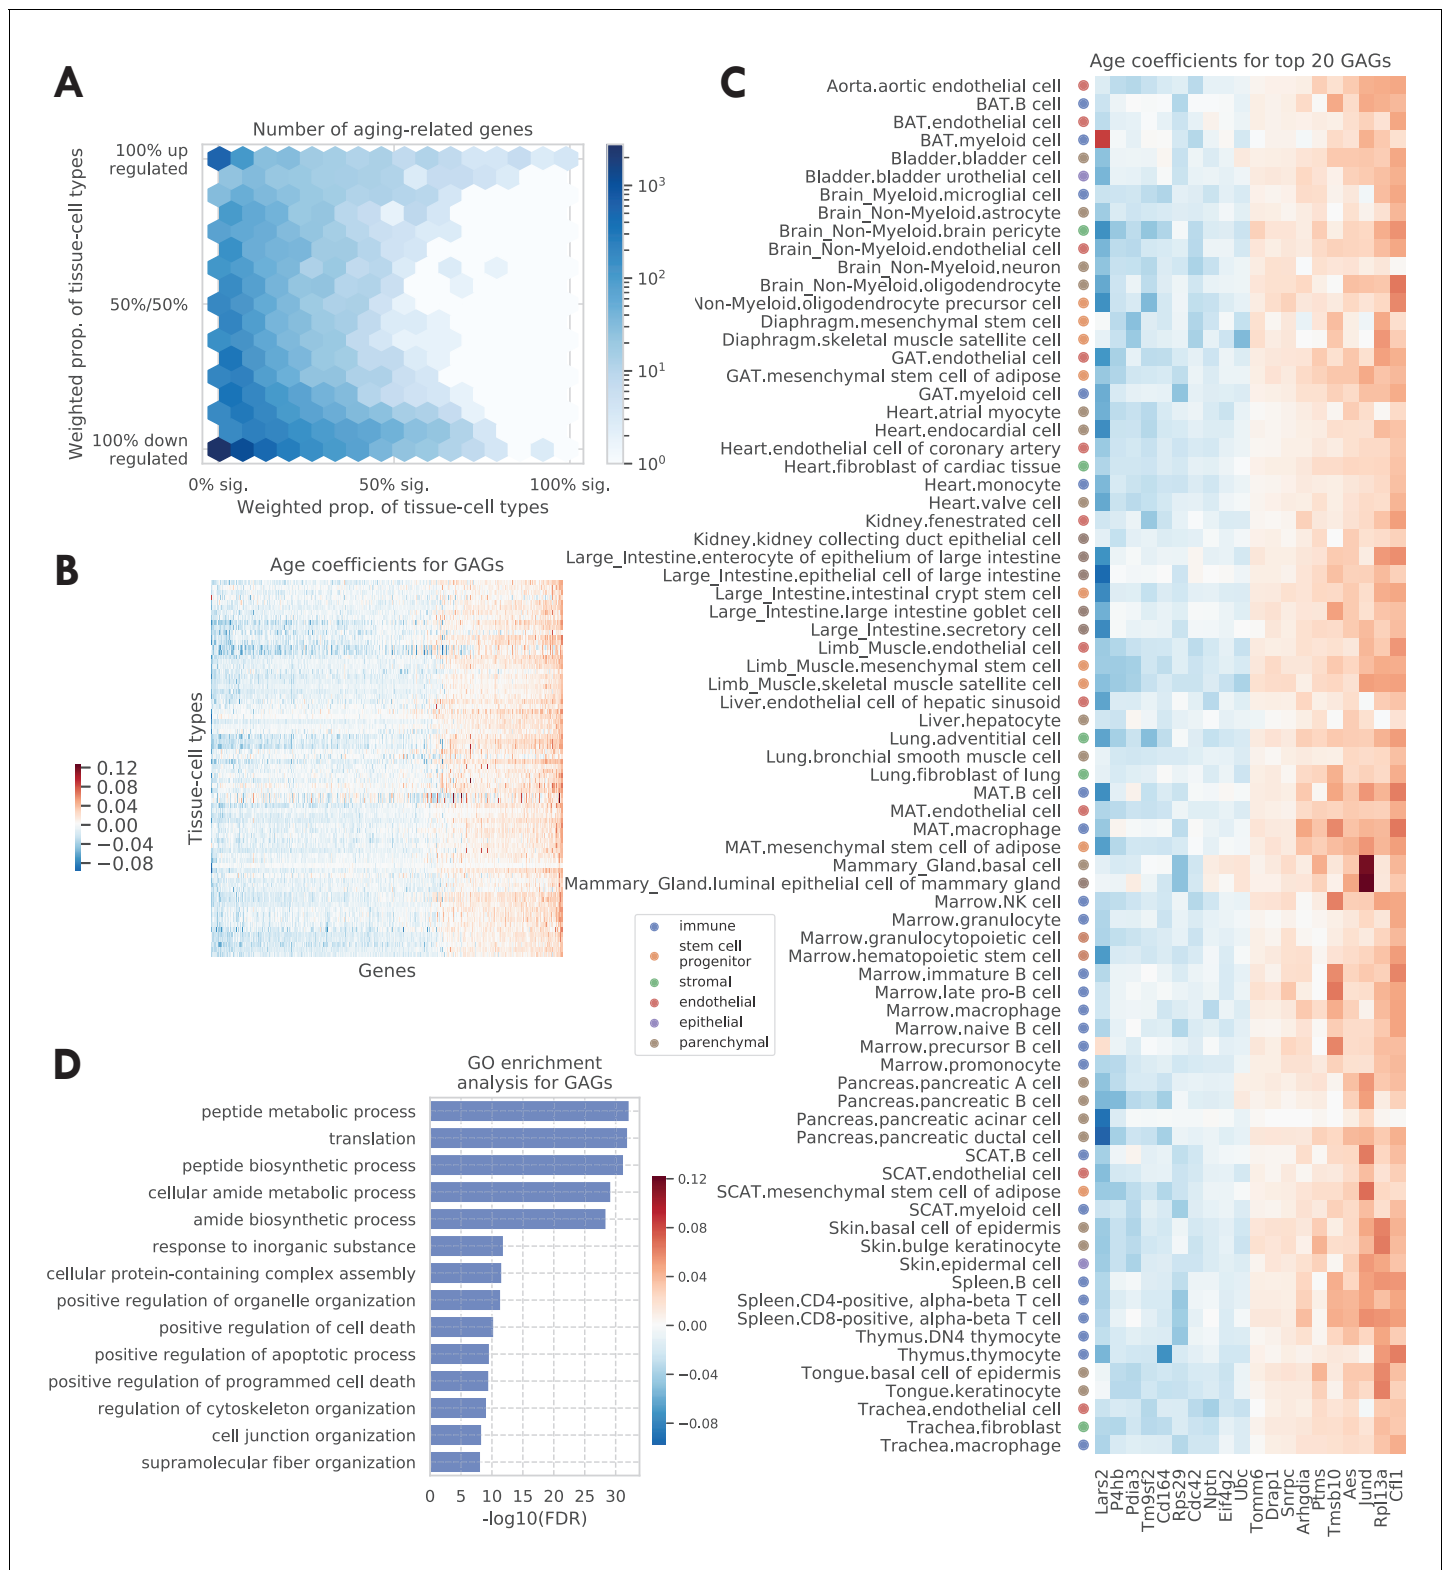 A
Number of aging-related genes
Weighted prop. of tissue-cell types
100% up
regulated
50%/50%
100% down
regulated
0% sig.
50% sig.
100% sig.
Weighted prop. of tissue-cell types
10³
10²
10¹
10⁰
B
Age coefficients for GAGs
Tissue-cell types
Genes
0.12
0.08
0.04
0.00
−0.04
−0.08
C
Age coefficients for top 20 GAGs
Aorta.aortic endothelial cell
BAT.B cell
BAT.endothelial cell
BAT.myeloid cell
Bladder.bladder cell
Bladder.bladder urothelial cell
Brain_Myeloid.microglial cell
Brain_Non-Myeloid.astrocyte
Brain_Non-Myeloid.brain pericyte
Brain_Non-Myeloid.endothelial cell
Brain_Non-Myeloid.neuron
Brain_Non-Myeloid.oligodendrocyte
Non-Myeloid.oligodendrocyte precursor cell
Diaphragm.mesenchymal stem cell
Diaphragm.skeletal muscle satellite cell
GAT.endothelial cell
GAT.mesenchymal stem cell of adipose
GAT.myeloid cell
Heart.atrial myocyte
Heart.endocardial cell
Heart.endothelial cell of coronary artery
Heart.fibroblast of cardiac tissue
Heart.monocyte
Heart.valve cell
Kidney.fenestrated cell
Kidney.kidney collecting duct epithelial cell
Large_Intestine.enterocyte of epithelium of large intestine
Large_Intestine.epithelial cell of large intestine
Large_Intestine.intestinal crypt stem cell
Large_Intestine.large intestine goblet cell
Large_Intestine.secretory cell
Limb_Muscle.endothelial cell
Limb_Muscle.mesenchymal stem cell
Limb_Muscle.skeletal muscle satellite cell
Liver.endothelial cell of hepatic sinusoid
Liver.hepatocyte
Lung.adventitial cell
Lung.bronchial smooth muscle cell
Lung.fibroblast of lung
MAT.B cell
MAT.endothelial cell
MAT.macrophage
MAT.mesenchymal stem cell of adipose
Mammary_Gland.basal cell
Mammary_Gland.luminal epithelial cell of mammary gland
Marrow.NK cell
Marrow.granulocyte
Marrow.granulocytopoietic cell
Marrow.hematopoietic stem cell
Marrow.immature B cell
Marrow.late pro-B cell
Marrow.macrophage
Marrow.naive B cell
Marrow.precursor B cell
Marrow.promonocyte
Pancreas.pancreatic A cell
Pancreas.pancreatic B cell
Pancreas.pancreatic acinar cell
Pancreas.pancreatic ductal cell
SCAT.B cell
SCAT.endothelial cell
SCAT.mesenchymal stem cell of adipose
SCAT.myeloid cell
Skin.basal cell of epidermis
Skin.bulge keratinocyte
Skin.epidermal cell
Spleen.B cell
Spleen.CD4-positive, alpha-beta T cell
Spleen.CD8-positive, alpha-beta T cell
Thymus.DN4 thymocyte
Thymus.thymocyte
Tongue.basal cell of epidermis
Tongue.keratinocyte
Trachea.endothelial cell
Trachea.fibroblast
Trachea.macrophage
Lars2
P4hb
Pdia3
Tm9sf2
Cd164
Rps29
Cdc42
Nptn
Eif4g2
Ubc
Tomm6
Drap1
Snrpc
Arhgdia
Ptms
Tmsb10
Aes
Jund
Rpl13a
Cfl1
immune
stem cell
progenitor
stromal
endothelial
epithelial
parenchymal
0.12
0.08
0.04
0.00
−0.04
−0.08
D
GO enrichment
analysis for GAGs
peptide metabolic process
translation
peptide biosynthetic process
cellular amide metabolic process
amide biosynthetic process
response to inorganic substance
cellular protein-containing complex assembly
positive regulation of organelle organization
positive regulation of cell death
positive regulation of apoptotic process
positive regulation of programmed cell death
regulation of cytoskeleton organization
cell junction organization
supramolecular fiber organization
0 5 10 15 20 25 30
-log10(FDR)